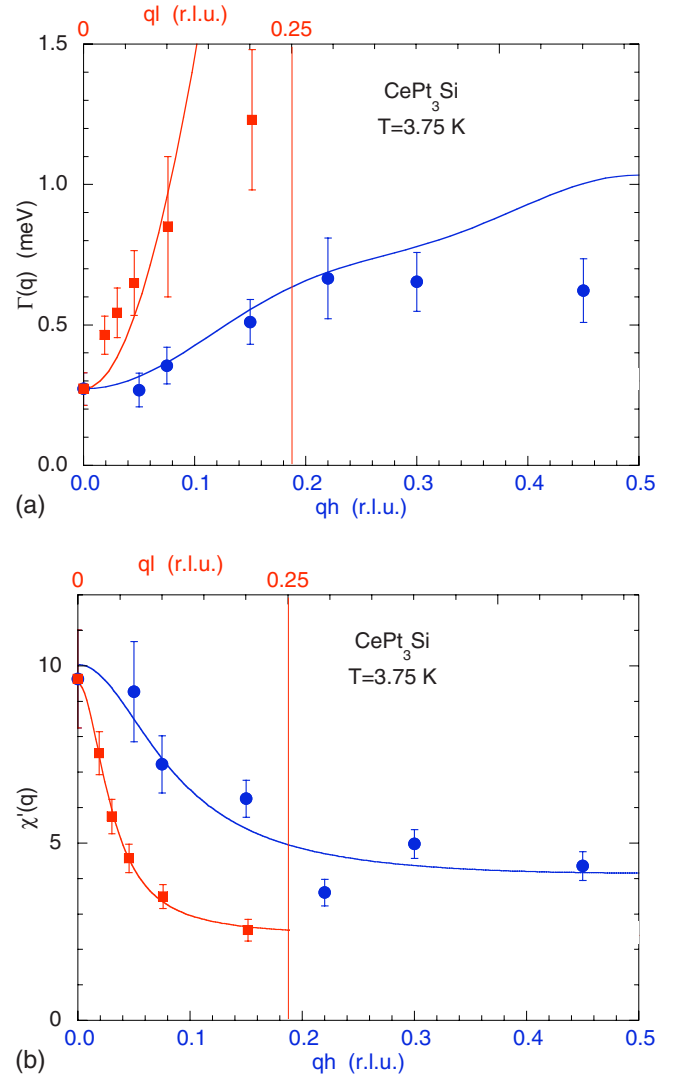 ql (r.l.u.)
0 0.25
1.5
1.0
0.5
0.0
Γ(q) (meV)
CePt3Si
T=3.75 K
0.0 0.1 0.2 0.3 0.4 0.5
qh (r.l.u.)
(a)
ql (r.l.u.)
0 0.25
10
5
0
χ'(q)
CePt3Si
T=3.75 K
0.0 0.1 0.2 0.3 0.4 0.5
qh (r.l.u.)
(b)